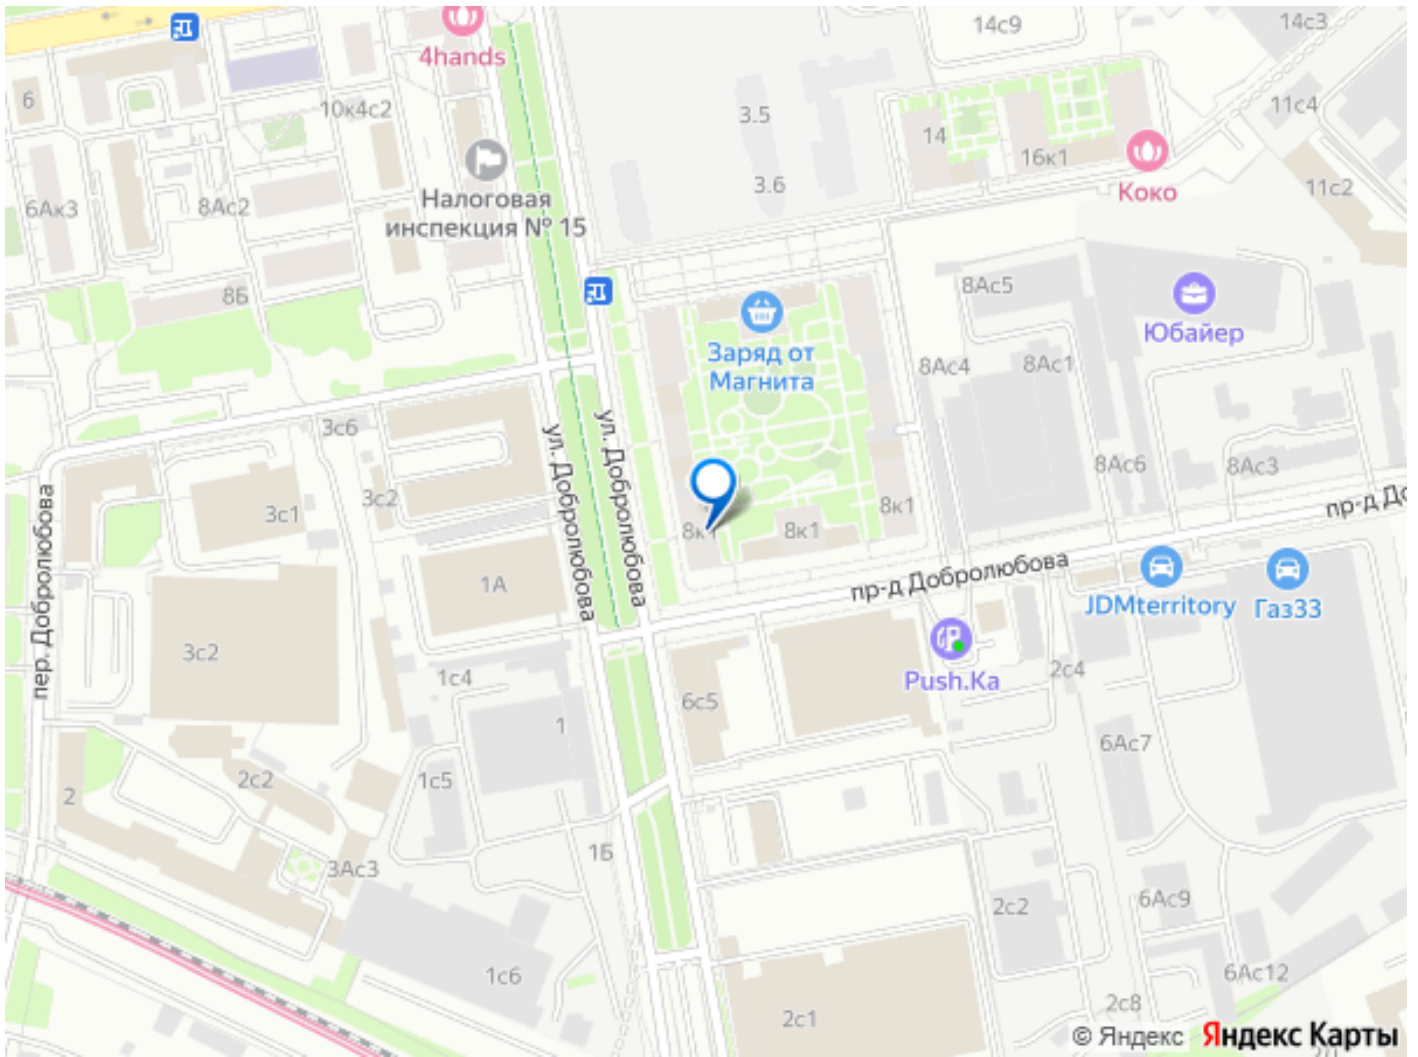 14с9
14с3
4hands
6
10к4с2
3.5
11с4
14
16к1
Налоговая
инспекция № 15
3.6
Коко
11с2
6Ак3
8Ас2
8Б
8Ас5
Юбайер
Заряд от
Магнита
8Ас4
8Ас1
3с6
ул. Добролюбова
ул. Добролюбова
8Ас6
8Ас3
3с2
3с1
8к1
8к1
8к1
пр-д До
пр-д Добролюбова
пер. Добролюбова
1А
JDMterritory
Газ33
3с2
1с4
Push.Ka
2с4
6с5
1
6Ас7
2с2
1с5
2
1Б
3Ас3
6Ас9
2с2
1с6
6Ас12
2с8
2с1
© Яндекс
Яндекс Карты